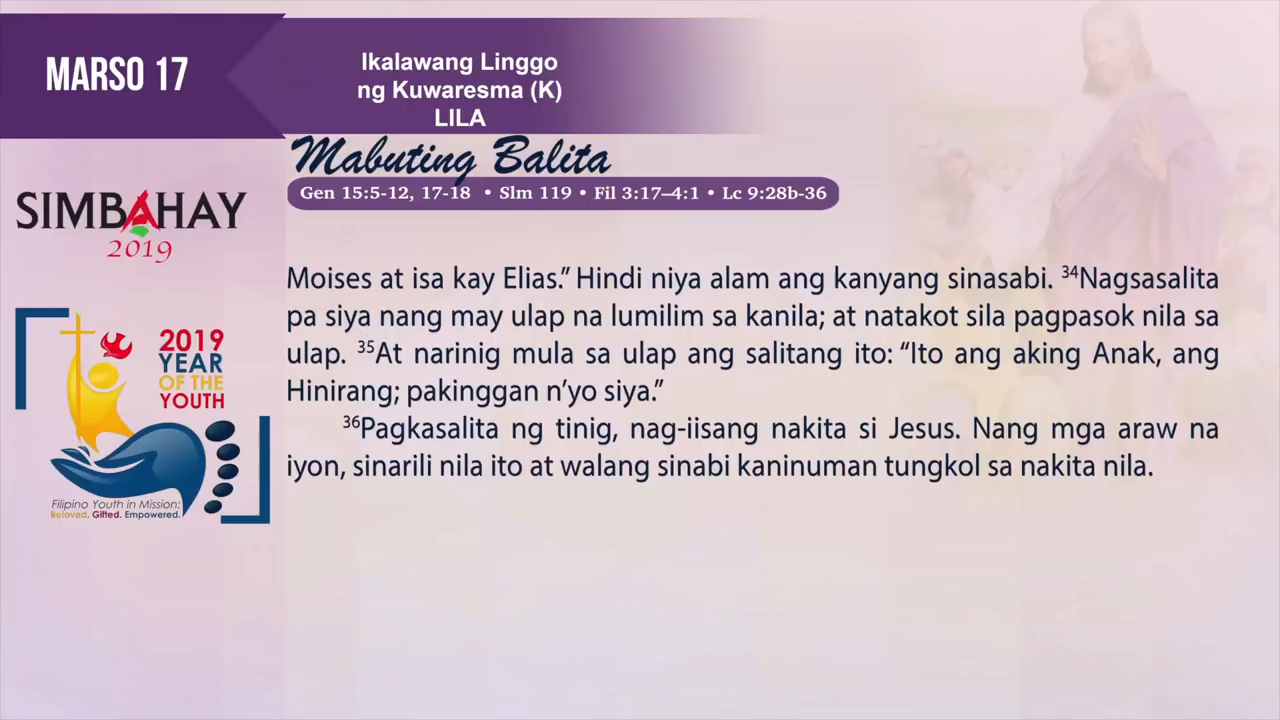 MARSO 17
Ikalawang Linggo
ng Kuwaresma (K)
LILA
Mabuting Balita
Gen 15:5-12, 17-18 • Slm 119 • Fil 3:17–4:1 • Lc 9:28b-36
SIMBAHAY
2019
2019
YEAR
OF THE
YOUTH
Filipino Youth in Mission:
Beloved. Gifted. Empowered.
Moises at isa kay Elias.” Hindi niya alam ang kanyang sinasabi. ³⁴Nagsasalita
pa siya nang may ulap na lumilim sa kanila; at natakot sila pagpasok nila sa
ulap. ³⁵At narinig mula sa ulap ang salitang ito: “Ito ang aking Anak, ang
Hinirang; pakinggan n’yo siya.”
³⁶Pagkasalita ng tinig, nag-iisang nakita si Jesus. Nang mga araw na
iyon, sinarili nila ito at walang sinabi kaninuman tungkol sa nakita nila.